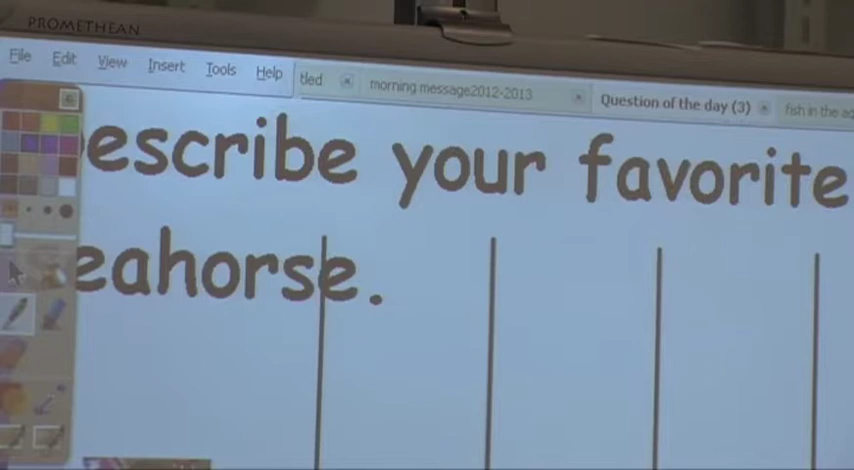 PROMETHEAN
File Edit View Insert Tools Help
tled
morning message2012-2013
Question of the day (3)
fish in the aq
escribe your favorite
eahorse.